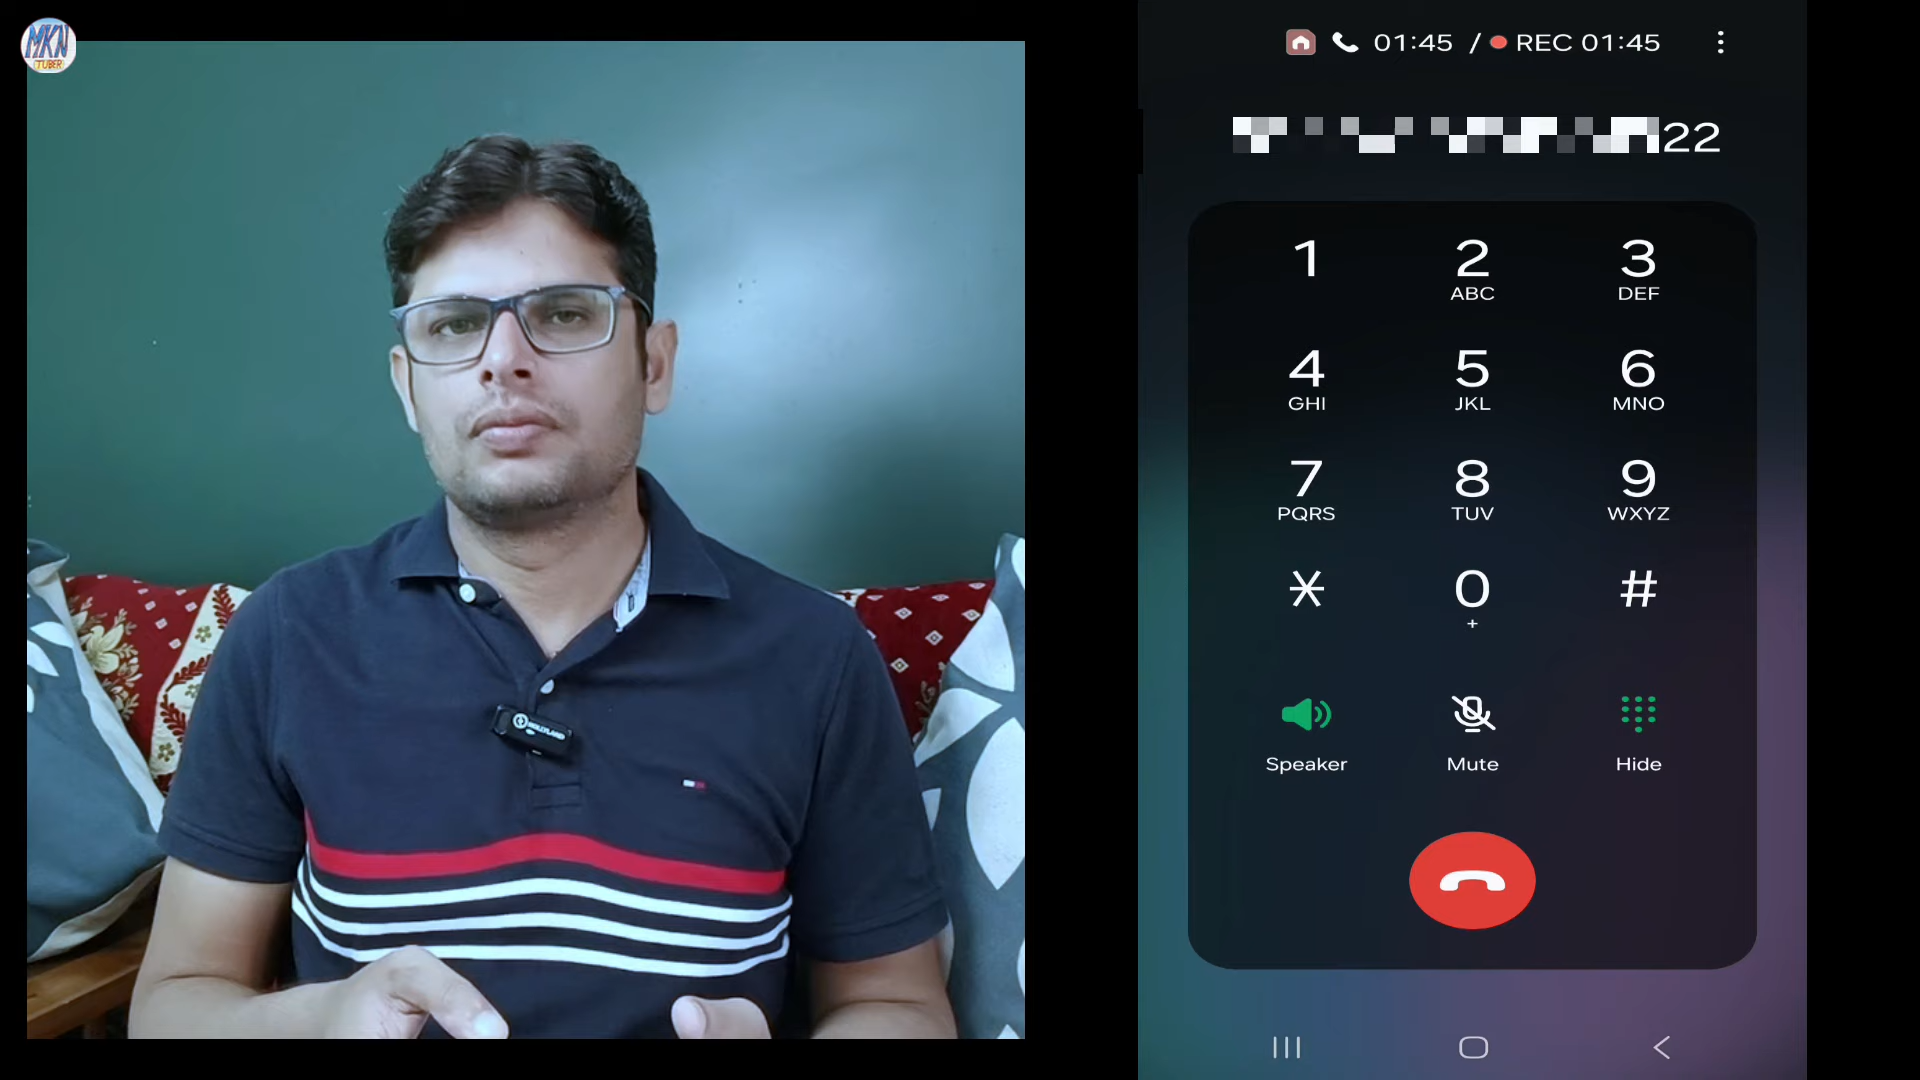 MKN
TUBER
01:45 / REC 01:45
22
1
2
3
ABC
DEF
4
5
6
GHI
JKL
MNO
7
8
9
PQRS
TUV
WXYZ
*
0
#
+
Speaker
Mute
Hide
HOLLYLAND